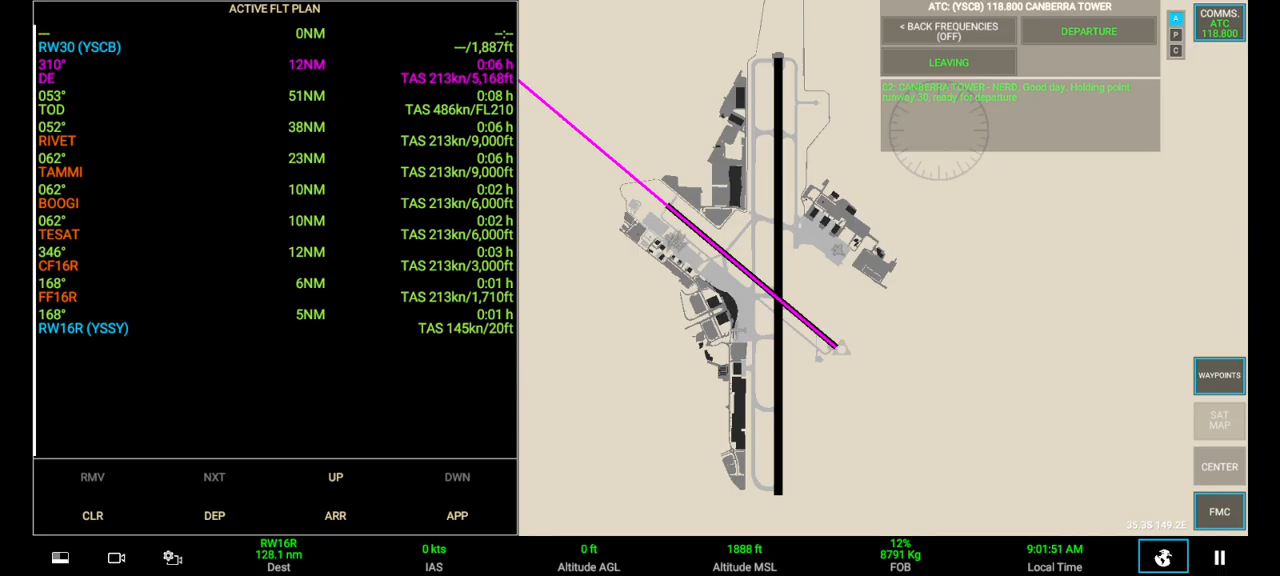 ACTIVE FLT PLAN
--- 0NM --:--
RW30 (YSCB) ---/1,887ft
310° 12NM 0:06 h
DE TAS 213kn/5,168ft
053° 51NM 0:08 h
TOD TAS 486kn/FL210
052° 38NM 0:06 h
RIVET TAS 213kn/9,000ft
062° 23NM 0:06 h
TAMMI TAS 213kn/9,000ft
062° 10NM 0:02 h
BOOGI TAS 213kn/6,000ft
062° 10NM 0:02 h
TESAT TAS 213kn/6,000ft
346° 12NM 0:03 h
CF16R TAS 213kn/3,000ft
168° 6NM 0:01 h
FF16R TAS 213kn/1,710ft
168° 5NM 0:01 h
RW16R (YSSY) TAS 145kn/20ft
RMV NXT UP DWN
CLR DEP ARR APP
ATC: (YSCB) 118.800 CANBERRA TOWER
< BACK FREQUENCIES
(OFF)
DEPARTURE
LEAVING
02: CANBERRA TOWER - NERD, Good day, Holding point
runway 30, ready for departure
A
P
C
COMMS.
ATC
118.800
WAYPOINTS
SAT
MAP
CENTER
FMC
35.3S 149.2E
RW16R
128.1 nm
Dest
0 kts
IAS
0 ft
Altitude AGL
1888 ft
Altitude MSL
12%
8791 Kg
FOB
9:01:51 AM
Local Time